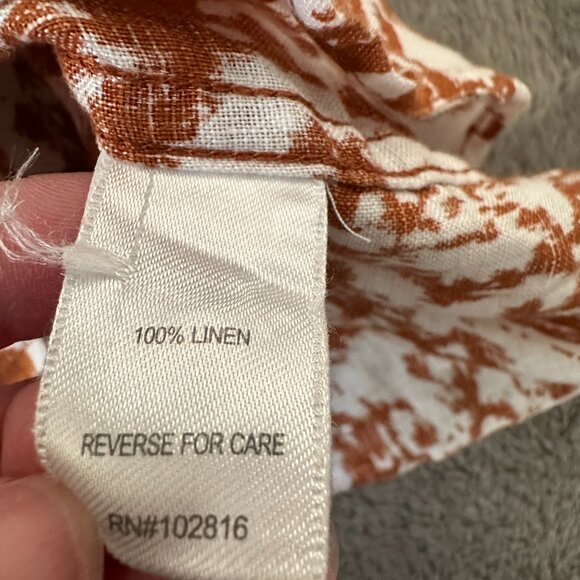 100% LINEN
REVERSE FOR CARE
RN#102816